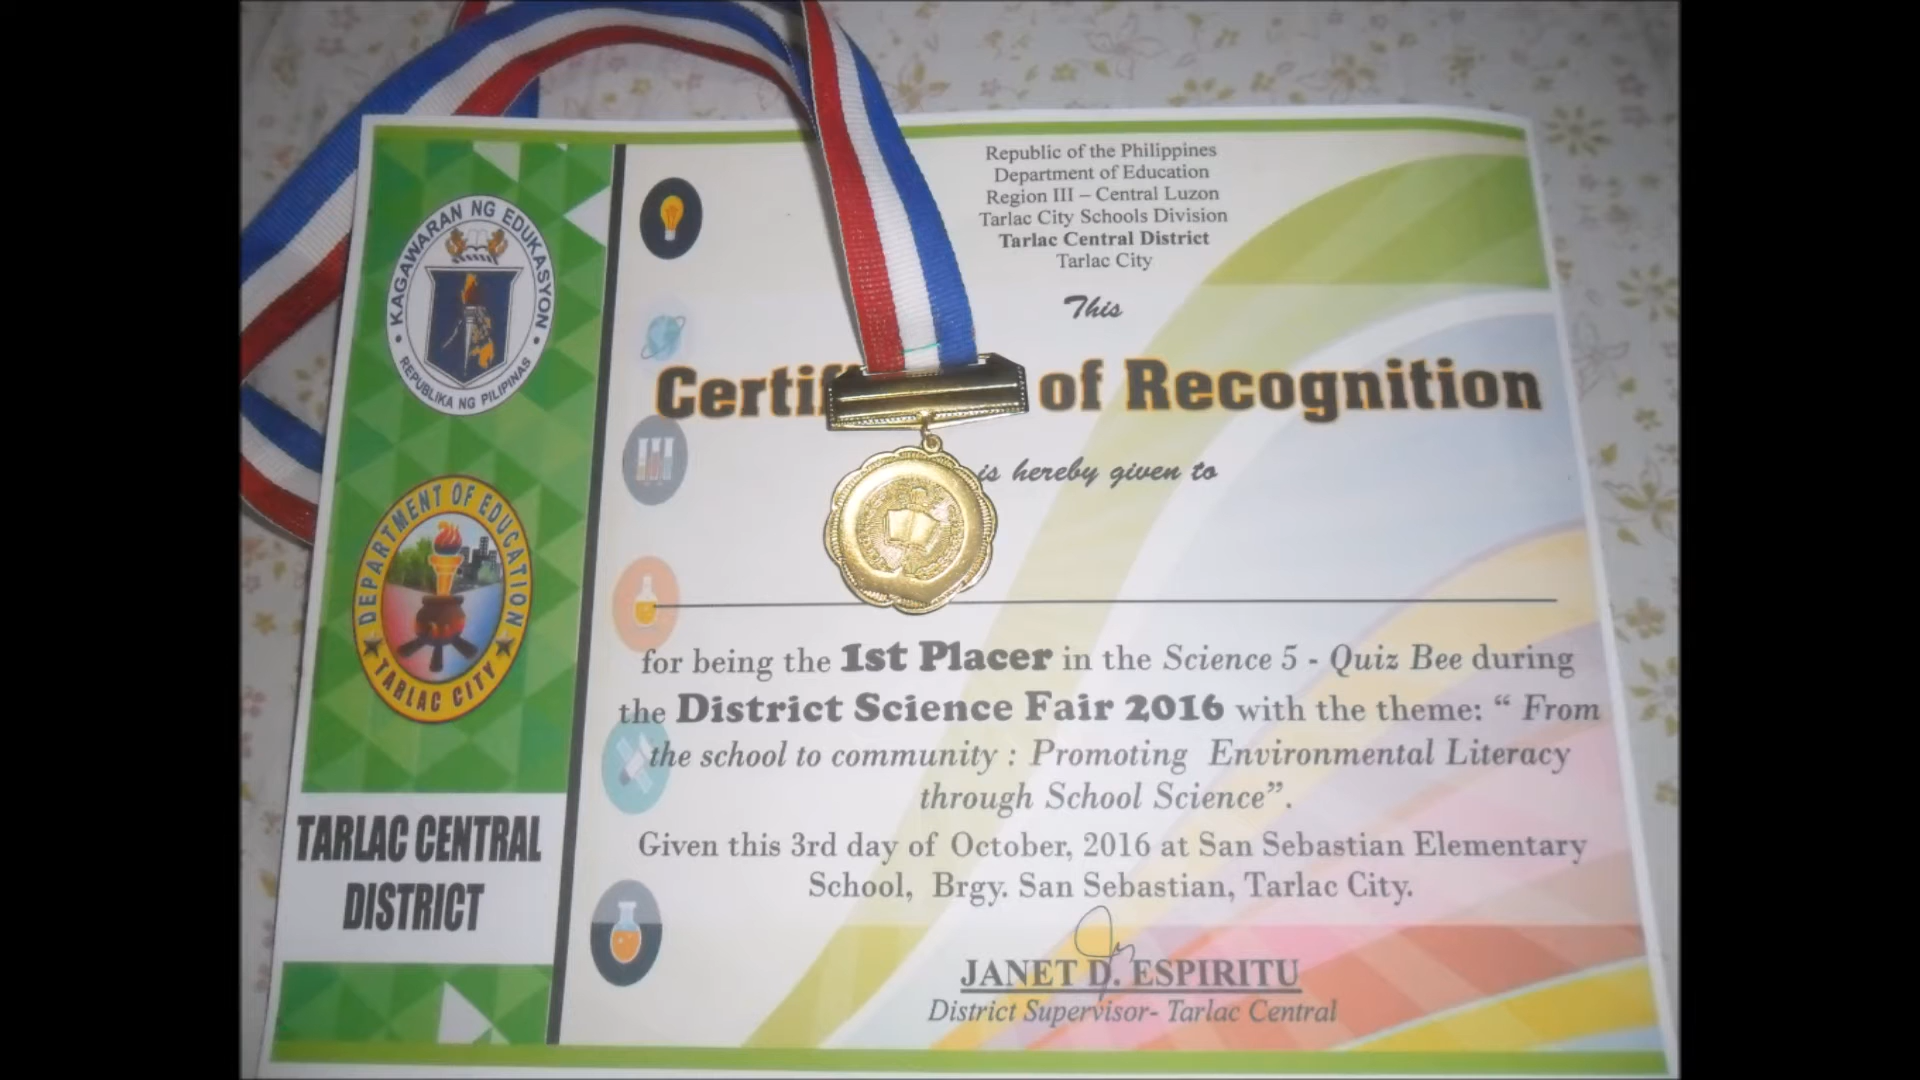 KAGAWARAN NG EDUKASYON
REPUBLIKA NG PILIPINAS
DEPARTMENT OF EDUCATION
TARLAC CITY
TARLAC CENTRAL
DISTRICT
Republic of the Philippines
Department of Education
Region III – Central Luzon
Tarlac City Schools Division
Tarlac Central District
Tarlac City
This
Certif of Recognition
is hereby given to
for being the 1st Placer in the Science 5 - Quiz Bee during
the District Science Fair 2016 with the theme: “ From
the school to community : Promoting Environmental Literacy
through School Science”.
Given this 3rd day of October, 2016 at San Sebastian Elementary
School, Brgy. San Sebastian, Tarlac City.
JANET D. ESPIRITU
District Supervisor- Tarlac Central